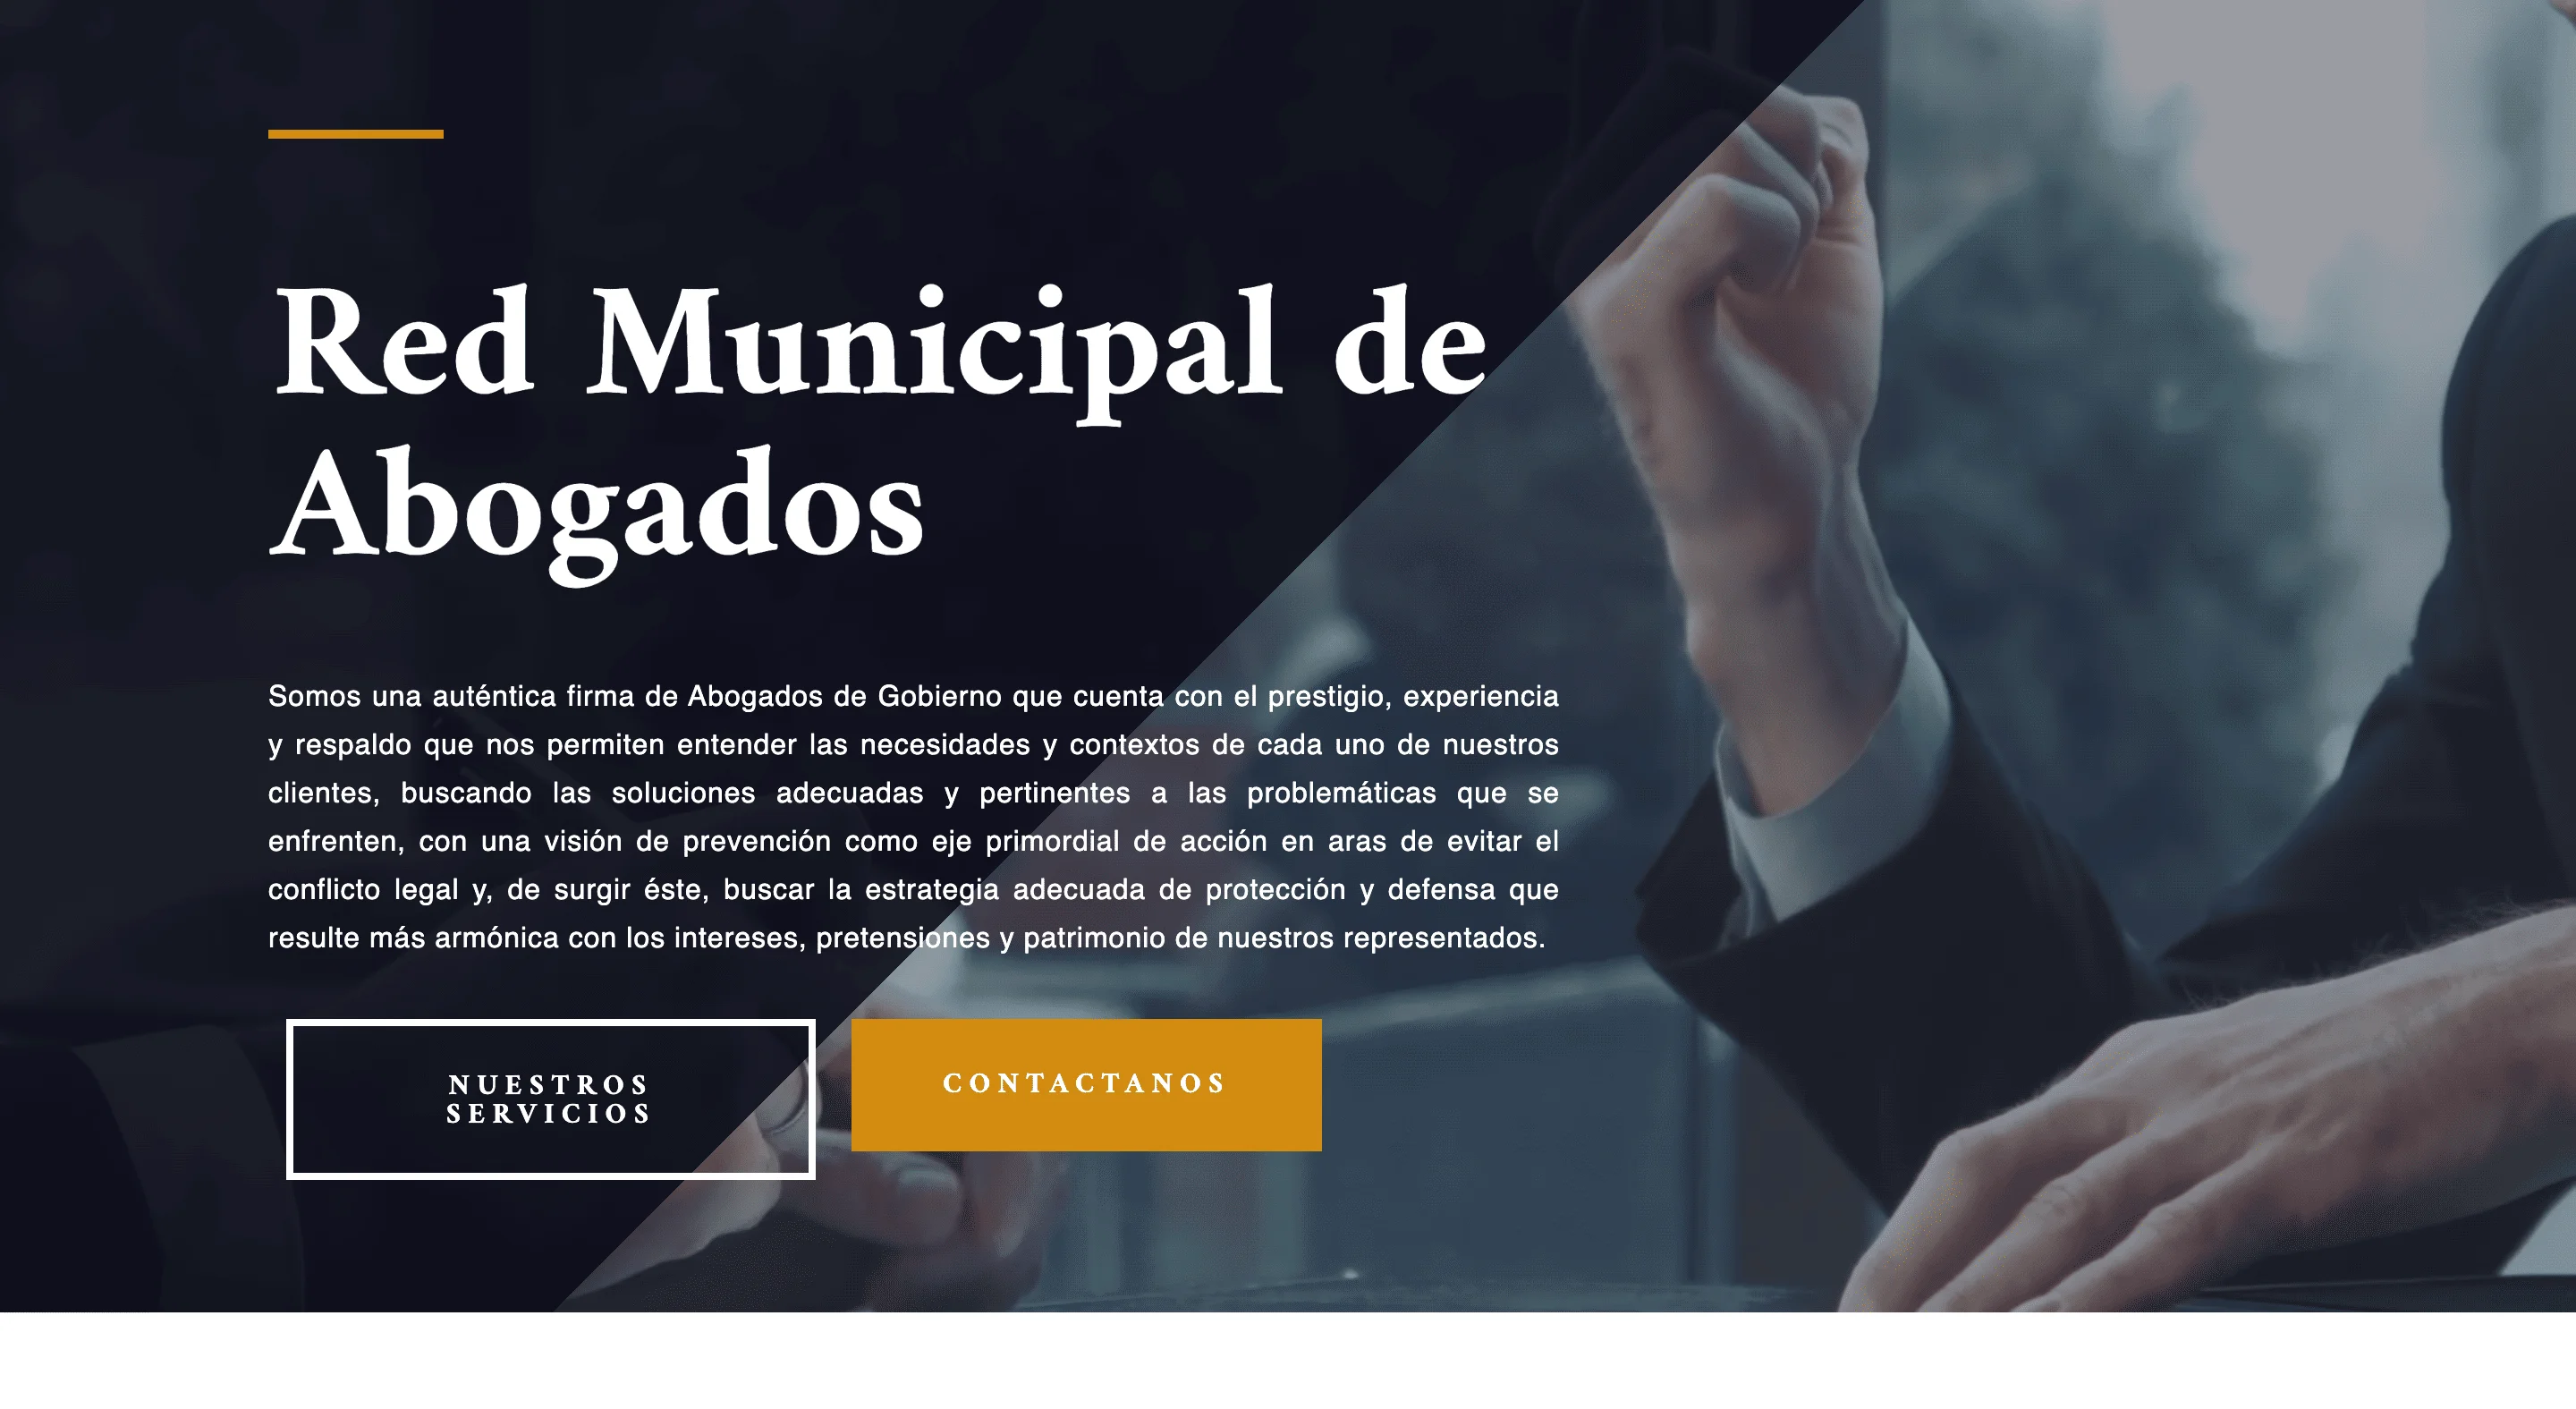 Red Municipal de
Abogados
Somos una auténtica firma de Abogados de Gobierno que cuenta con el prestigio, experiencia
y respaldo que nos permiten entender las necesidades y contextos de cada uno de nuestros
clientes, buscando las soluciones adecuadas y pertinentes a las problemáticas que se
enfrenten, con una visión de prevención como eje primordial de acción en aras de evitar el
conflicto legal y, de surgir éste, buscar la estrategia adecuada de protección y defensa que
resulte más armónica con los intereses, pretensiones y patrimonio de nuestros representados.
NUESTROS
SERVICIOS
CONTACTANOS